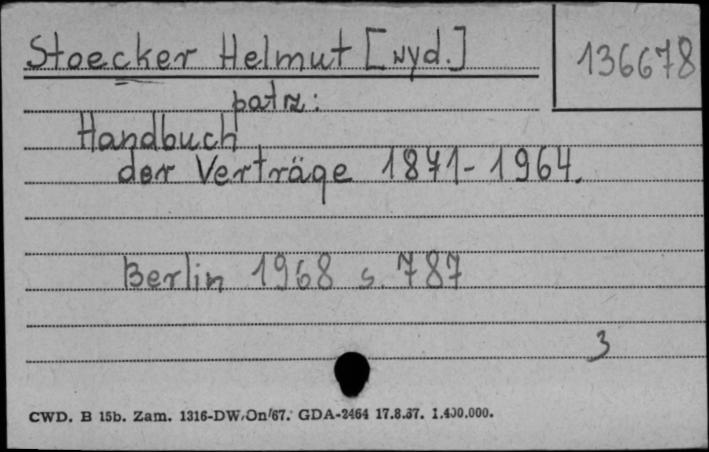 Stoecker Helmut [wyd.]
136678
patrz:
Handbuch
der Verträge 1871-1964.
Berlin 1968 s. 787
3
CWD. B 15b. Zam. 1316-DW/On/67. GDA-2464 17.8.67. 1.400.000.